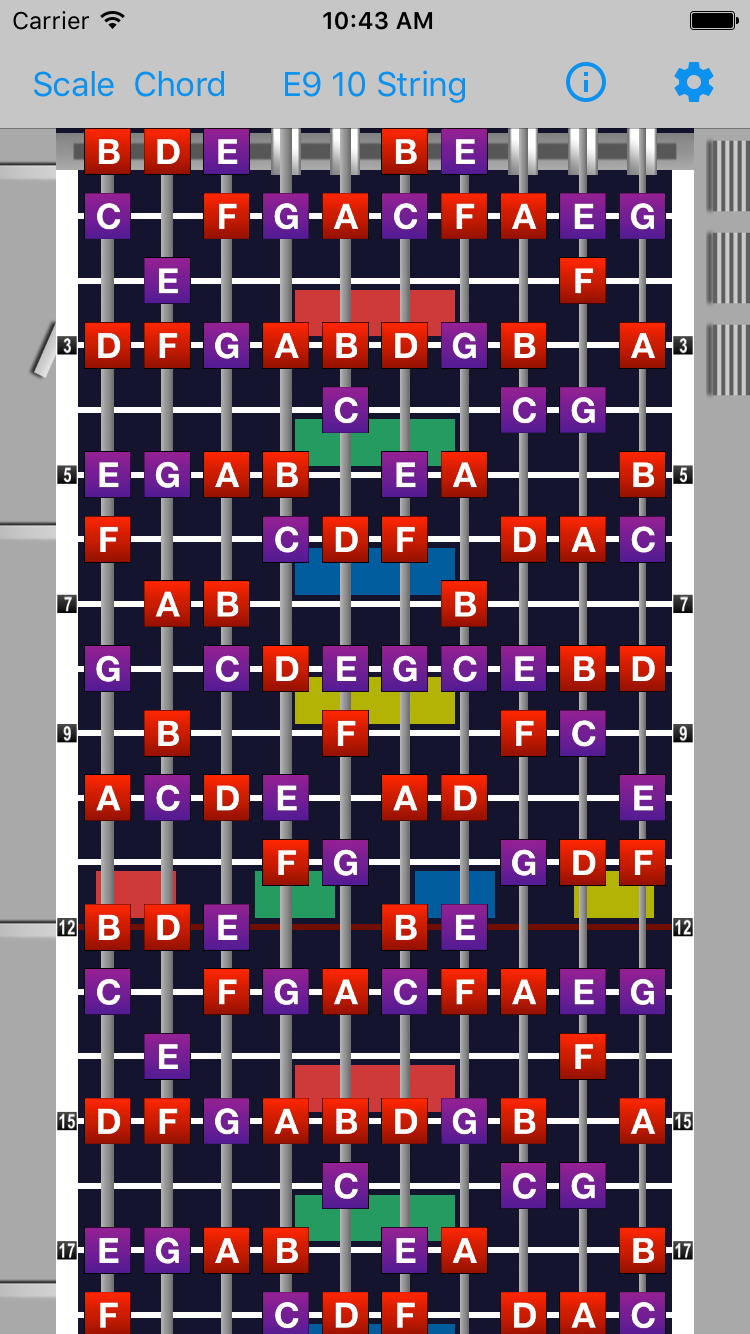 Carrier 10:43 AM
Scale Chord E9 10 String
B D E B E
C F G A C F A E G
E F
3 D F G A B D G B A 3
C C G
5 E G A B E A B 5
F C D F D A C
7 A B B 7
G C D E G C E B D
9 B F F C 9
A C D E A D E
F G G D F
12 B D E B E 12
C F G A C F A E G
E F
15 D F G A B D G B A 15
C C G
17 E G A B E A B 17
F C D F D A C